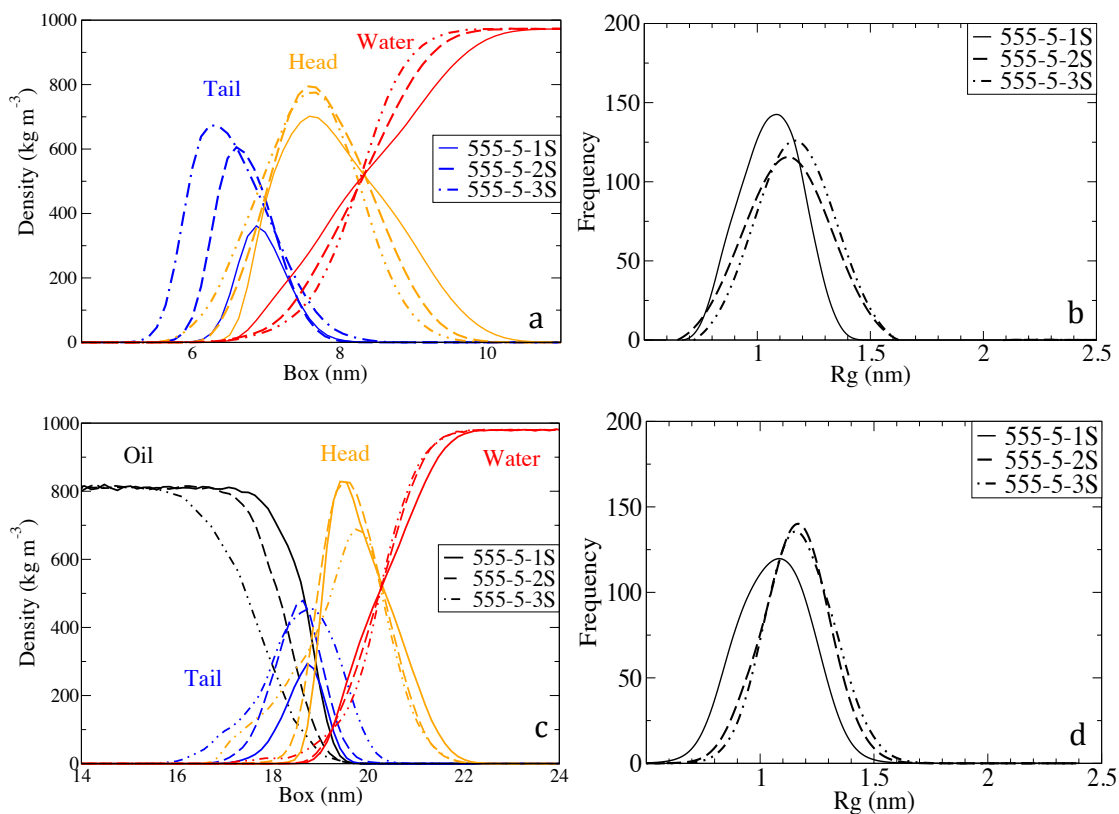 1000
800
600
400
200
0
Density (kg m⁻³)
Tail
Head
Water
555-5-1S
555-5-2S
555-5-3S
a
6
8
10
Box (nm)
200
150
100
50
0
Frequency
555-5-1S
555-5-2S
555-5-3S
b
1
1.5
2
2.5
Rg (nm)
1000
800
600
400
200
0
Density (kg m⁻³)
Oil
Head
Water
555-5-1S
555-5-2S
555-5-3S
Tail
c
14
16
18
20
22
24
Box (nm)
200
150
100
50
0
Frequency
555-5-1S
555-5-2S
555-5-3S
d
1
1.5
2
2.5
Rg (nm)